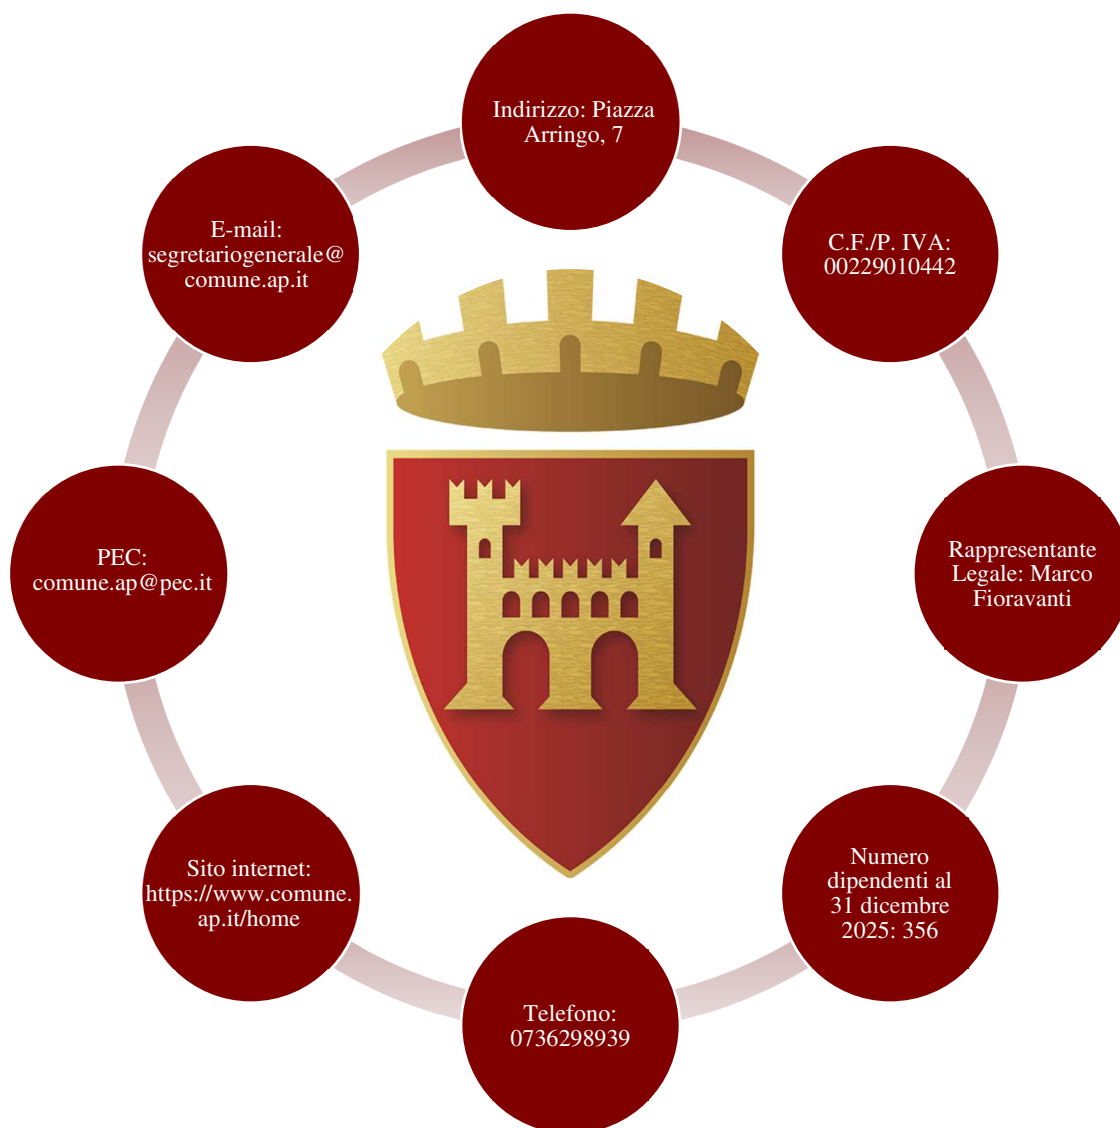 Indirizzo: Piazza
Arringo, 7
C.F./P. IVA:
00229010442
Rappresentante
Legale: Marco
Fioravanti
Numero
dipendenti al
31 dicembre
2025: 356
Telefono:
0736298939
Sito internet:
https://www.comune.
ap.it/home
PEC:
comune.ap@pec.it
E-mail:
segretariogenerale@
comune.ap.it